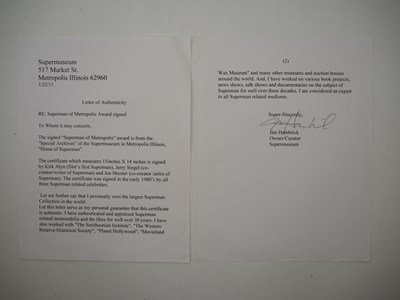 Supermuseum
517 Market St.
Metropolis Illinois 62960
1/22/11
Letter of Authenticity
RE: Superman of Metropolis Award signed
To Whom it may concern,
The signed "Superman of Metropolis" award is from the
"Special Archives" of the Supermuseum in Metropolis Illinois,
"Home of Superman".
The certificate which measures 11inches X 14 inches is signed
by Kirk Alyn (film's first Superman), Jerry Siegel (co-
creator/writer of Superman) and Joe Shuster (co-creator /artist of
Superman). The certificate was signed in the early 1980's by all
three Superman related celebrities.
Let me further say that I personally own the largest Superman
Collection in the world.
Let this letter serve as my personal guarantee that this certificate
is authentic. I have authenticated and appraised Superman
related memorabilia and the likes for well over 30 years. I have
also worked with "The Smithsonian Institute", "The Western
Reserve Historical Society", "Planet Hollywood", "Movieland
(2)
Wax Museum" and many other museums and auction houses
around the world. And, I have worked on various book projects,
news shows, talk shows and documentaries on the subject of
Superman for well over three decades. I am considered an expert
in all Superman related mediums.
Super-Sincerely,
Jim Hambrick
Owner/Curator
Supermuseum